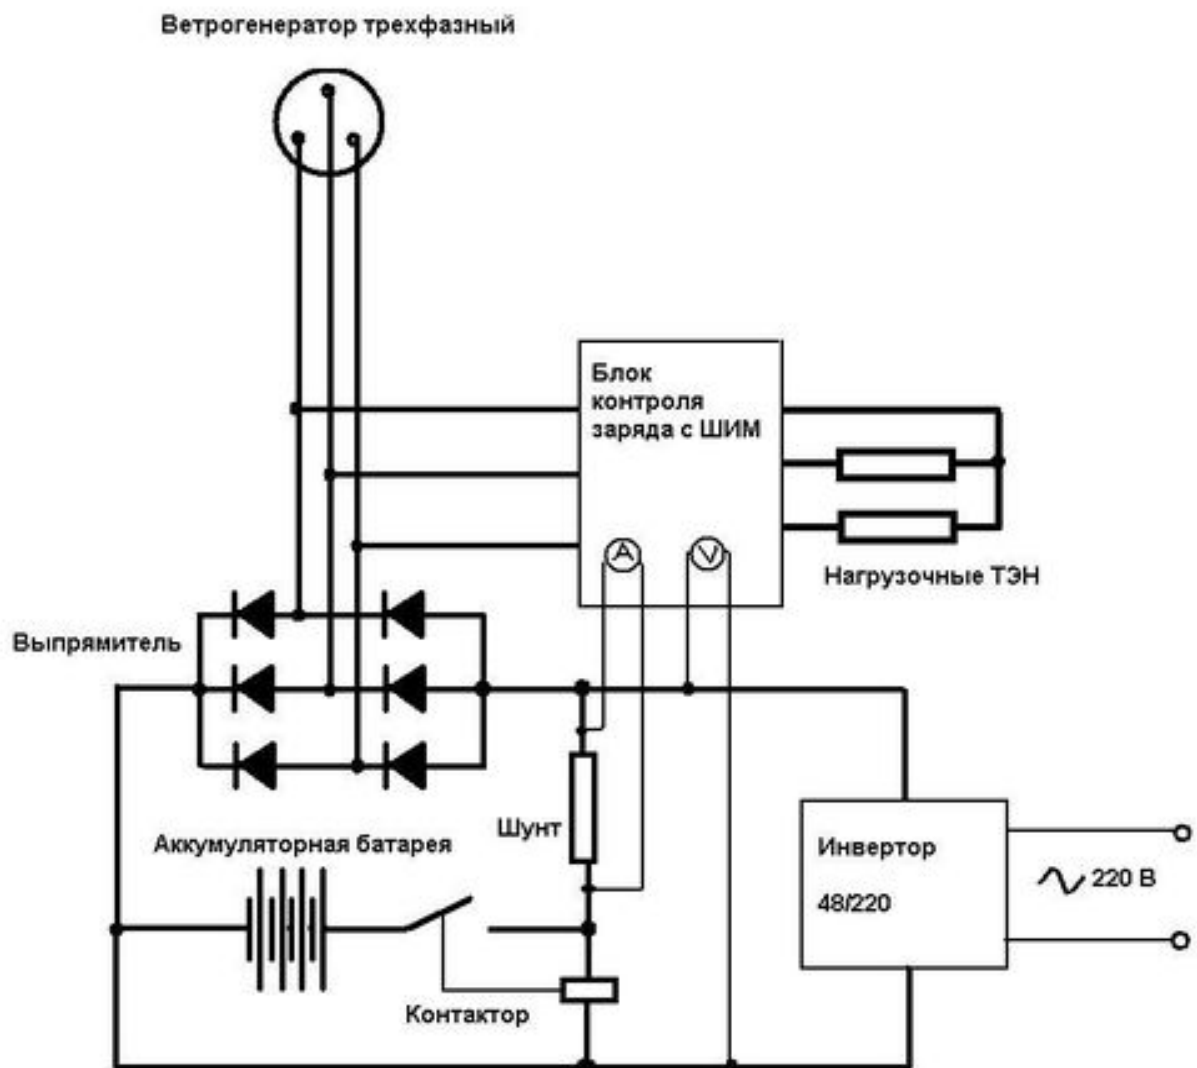 Ветрогенератор трехфазный
Блок
контроля
заряда с ШИМ
A
V
Нагрузочные ТЭН
Выпрямитель
Шунт
Аккумуляторная батарея
Инвертор
48/220
220 В
Контактор